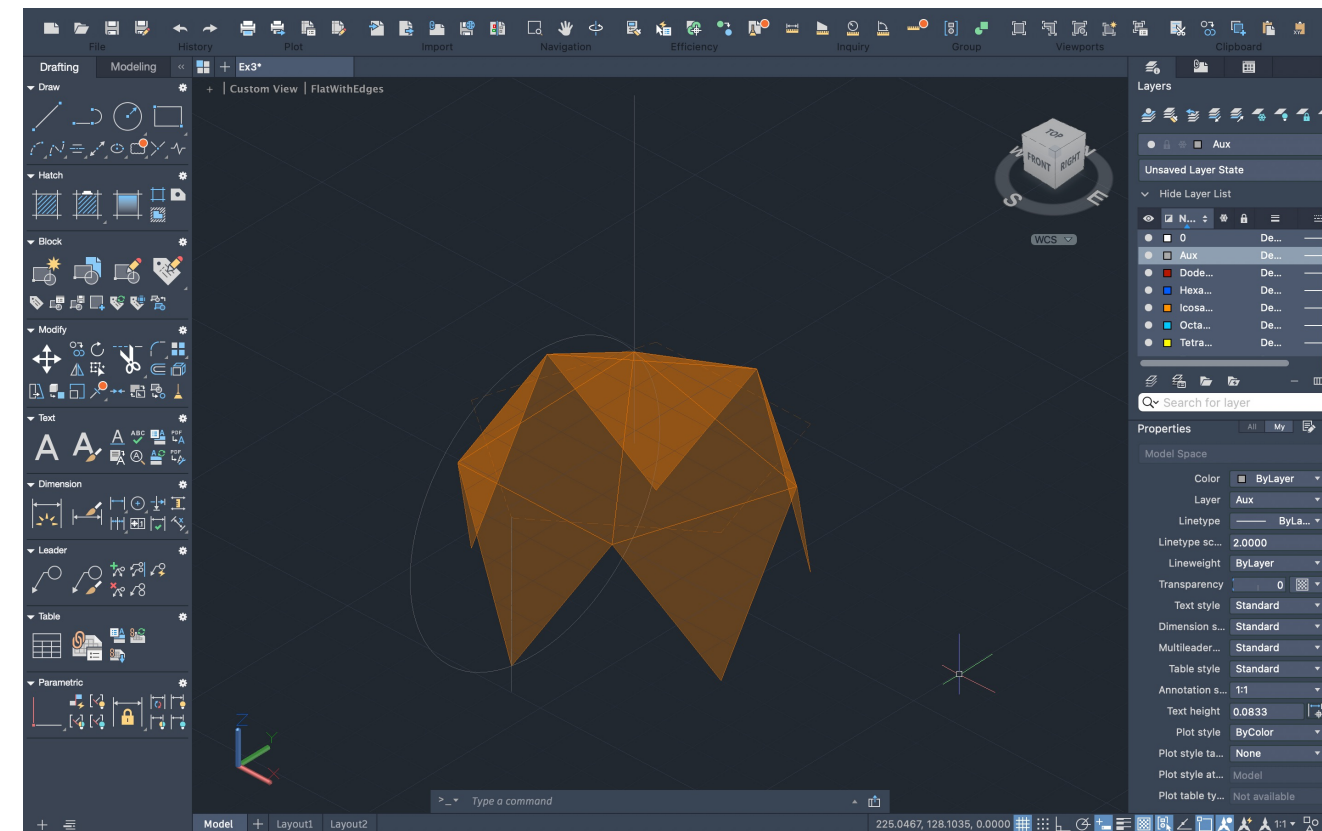 File
History
Plot
Import
Navigation
Efficiency
Inquiry
Group
Viewports
Clipboard
Drafting
Modeling
Ex3*
Layers
Draw
+ | Custom View | FlatWithEdges
TOP
FRONT
RIGHT
W
N
S
E
WCS
Aux
Unsaved Layer State
Hatch
Hide Layer List
N...
Block
0 De...
Aux De...
Dode... De...
Hexa... De...
Icosa... De...
Octa... De...
Tetra... De...
Modify
Search for layer
Text
A A A ABC PDF
Properties
All My
Model Space
Color ByLayer
Dimension
Layer Aux
Linetype ByLa...
Linetype sc... 2.0000
Leader
Lineweight ByLayer
Transparency 0
Text style Standard
Table
Dimension s... Standard
Multileader... Standard
Table style Standard
Parametric
Annotation s... 1:1
Text height 0.0833
Plot style ByColor
Plot style ta... None
Plot style at... Model
Plot table ty... Not available
Z
Y
X
>_ Type a command
Model + Layout1 Layout2
225.0467, 128.1035, 0.0000
1:1